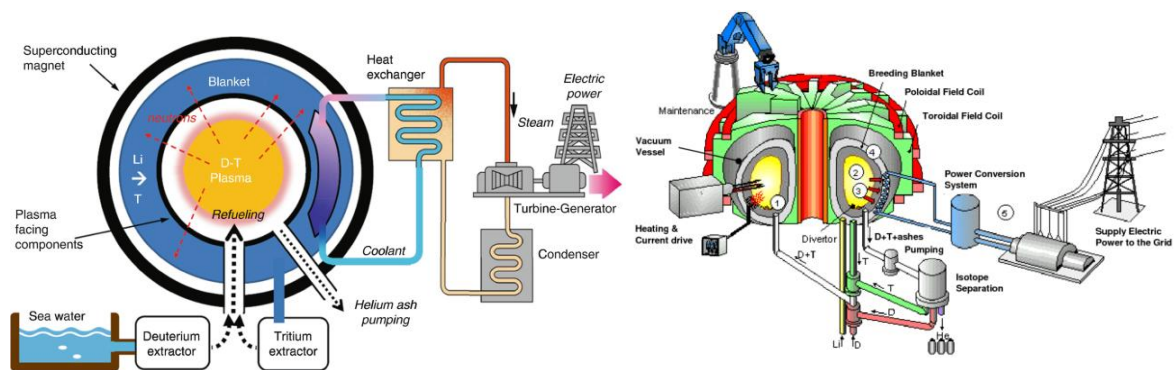 Superconducting
magnet
Blanket
neutrons
Li
T
D-T
Plasma
Plasma
facing
components
Refueling
Sea water
Deuterium
extractor
Tritium
extractor
Helium ash
pumping
Coolant
Heat
exchanger
Steam
Electric
power
Turbine-Generator
Condenser
Breeding Blanket
Poloidal Field Coil
Toroidal Field Coil
Maintenance
Vacuum
Vessel
4
2
3
1
Power Conversion
System
5
Supply Electric
Power to the Grid
Heating &
Current drive
Divertor
D+T+ashes
Pumping
D+T
T
Isotope
Separation
T
D
He
Li
D